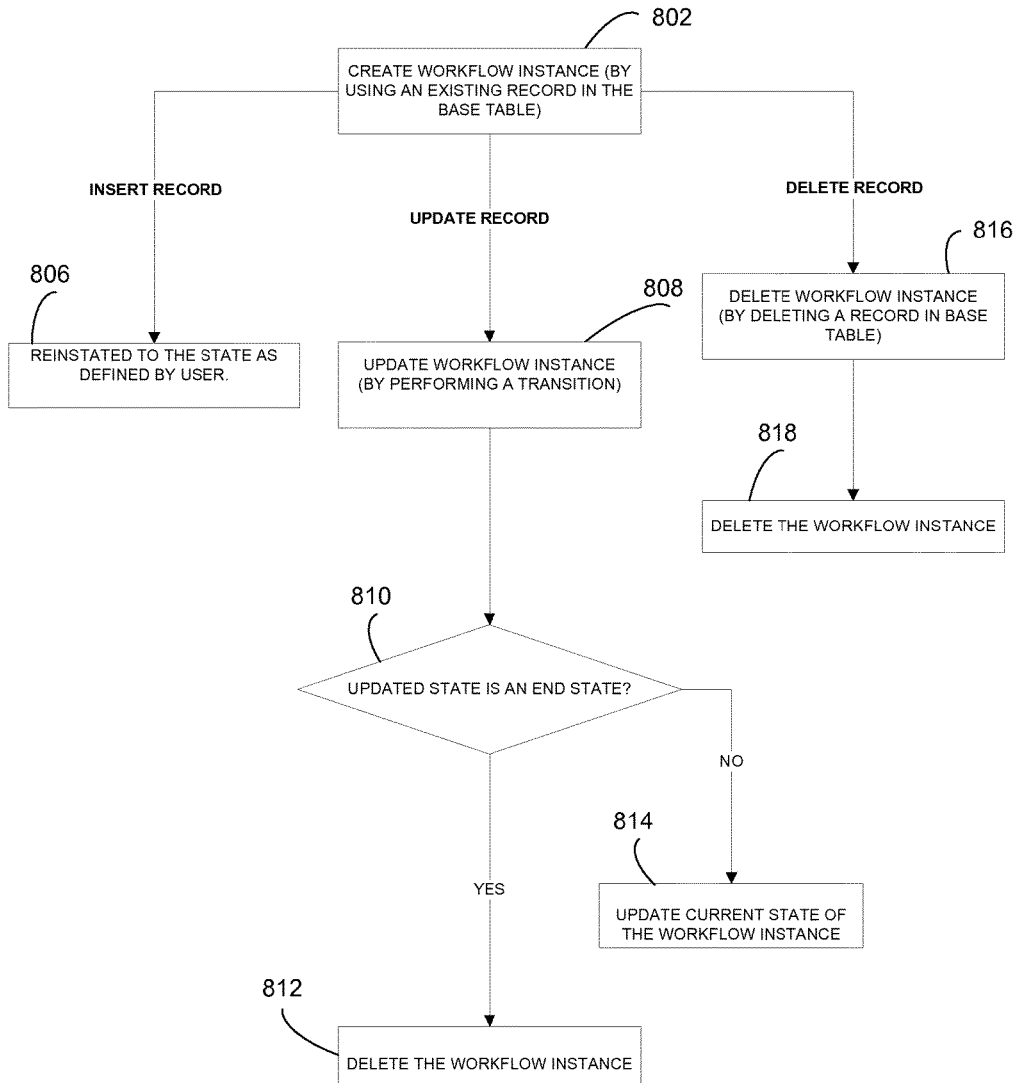 802
CREATE WORKFLOW INSTANCE (BY
USING AN EXISTING RECORD IN THE
BASE TABLE)
INSERT RECORD
UPDATE RECORD
DELETE RECORD
806
REINSTATED TO THE STATE AS
DEFINED BY USER.
808
UPDATE WORKFLOW INSTANCE
(BY PERFORMING A TRANSITION)
816
DELETE WORKFLOW INSTANCE
(BY DELETING A RECORD IN BASE
TABLE)
818
DELETE THE WORKFLOW INSTANCE
810
UPDATED STATE IS AN END STATE?
NO
814
UPDATE CURRENT STATE OF
THE WORKFLOW INSTANCE
YES
812
DELETE THE WORKFLOW INSTANCE